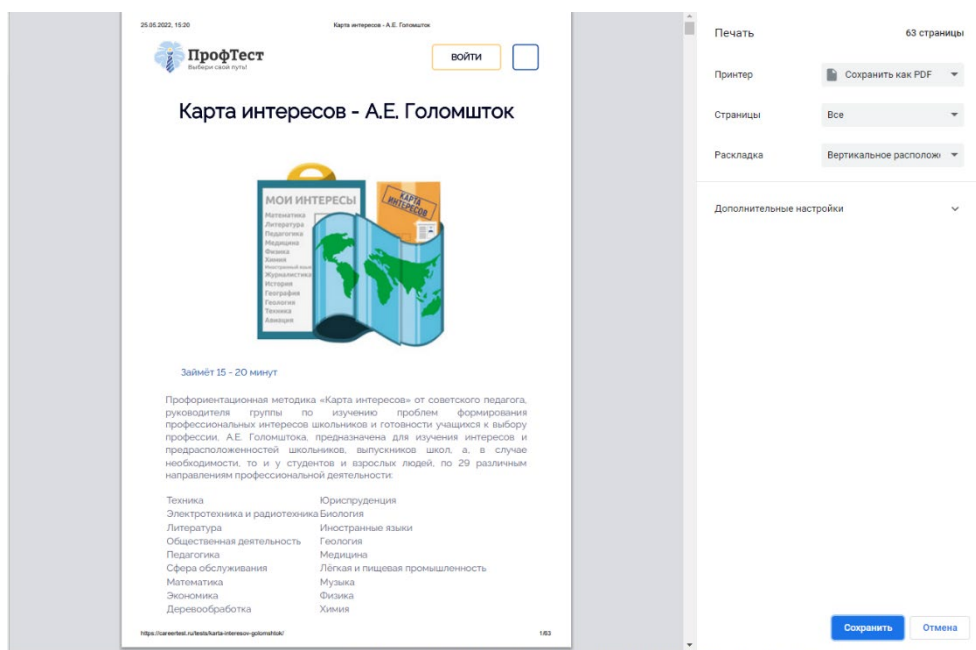 25.05.2022, 15:20
Карта интересов - А.Е. Голомшток
ПрофТест
Выбери свой путь!
ВОЙТИ
Карта интересов - А.Е. Голомшток
МОИ ИНТЕРЕСЫ
Математика
Литература
Педагогика
Медицина
Физика
Химия
Иностранный язык
Журналистика
История
География
Геология
Техника
Авиация
КАРТА
ИНТЕРЕСОВ
Займёт 15 - 20 минут
Профориентационная методика «Карта интересов» от советского педагога,
руководителя группы по изучению проблем формирования
профессиональных интересов школьников и готовности учащихся к выбору
профессии, А.Е. Голомштока, предназначена для изучения интересов и
предрасположенностей школьников, выпускников школ, а, в случае
необходимости, то и у студентов и взрослых людей, по 29 различным
направлениям профессиональной деятельности:
Техника Юриспруденция
Электротехника и радиотехника Биология
Литература Иностранные языки
Общественная деятельность Геология
Педагогика Медицина
Сфера обслуживания Лёгкая и пищевая промышленность
Математика Музыка
Экономика Физика
Деревообработка Химия
https://careertest.ru/tests/karta-interesov-golomshtok/ 1/63
Печать 63 страницы
Принтер Сохранить как PDF
Страницы Все
Раскладка Вертикальное располож
Дополнительные настройки
Сохранить Отмена